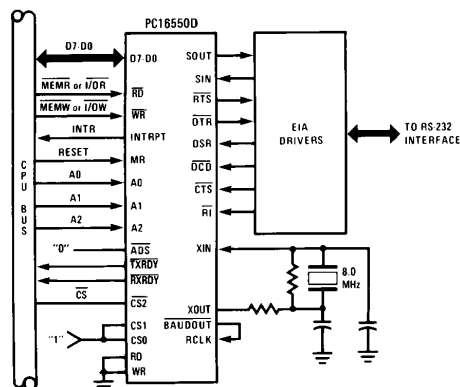 PC16550D
D7-D0
D7-D0
MEMR or I/OR
RD
MEMW or I/OW
WR
INTR
INTRPT
RESET
MR
A0
A0
A1
A1
A2
A2
"0"
ADS
TXRDY
RXRDY
CS
CS2
"1"
CS1
CS0
RD
WR
CPU BUS
SOUT
SIN
RTS
DTR
DSR
DCD
CTS
RI
XIN
XOUT
BAUDOUT
RCLK
EIA
DRIVERS
TO RS-232
INTERFACE
8.0
MHz